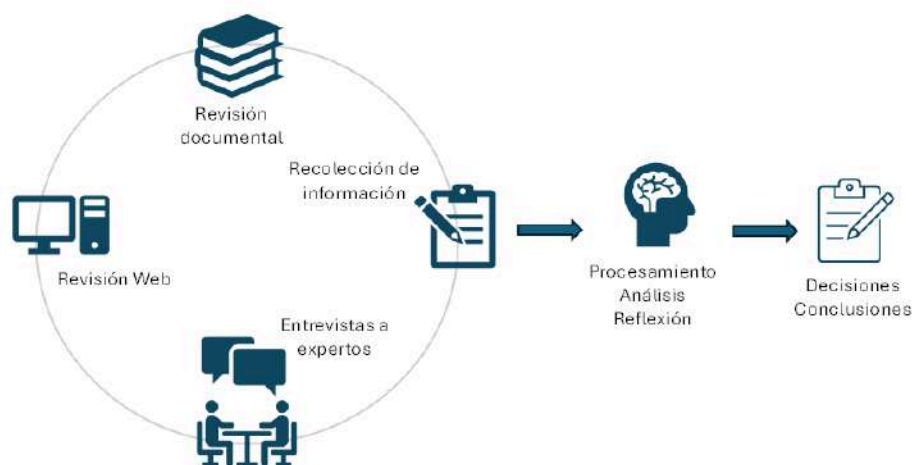 Revisión
documental
Recolección de
información
Revisión Web
Entrevistas a
expertos
Procesamiento
Análisis
Reflexión
Decisiones
Conclusiones